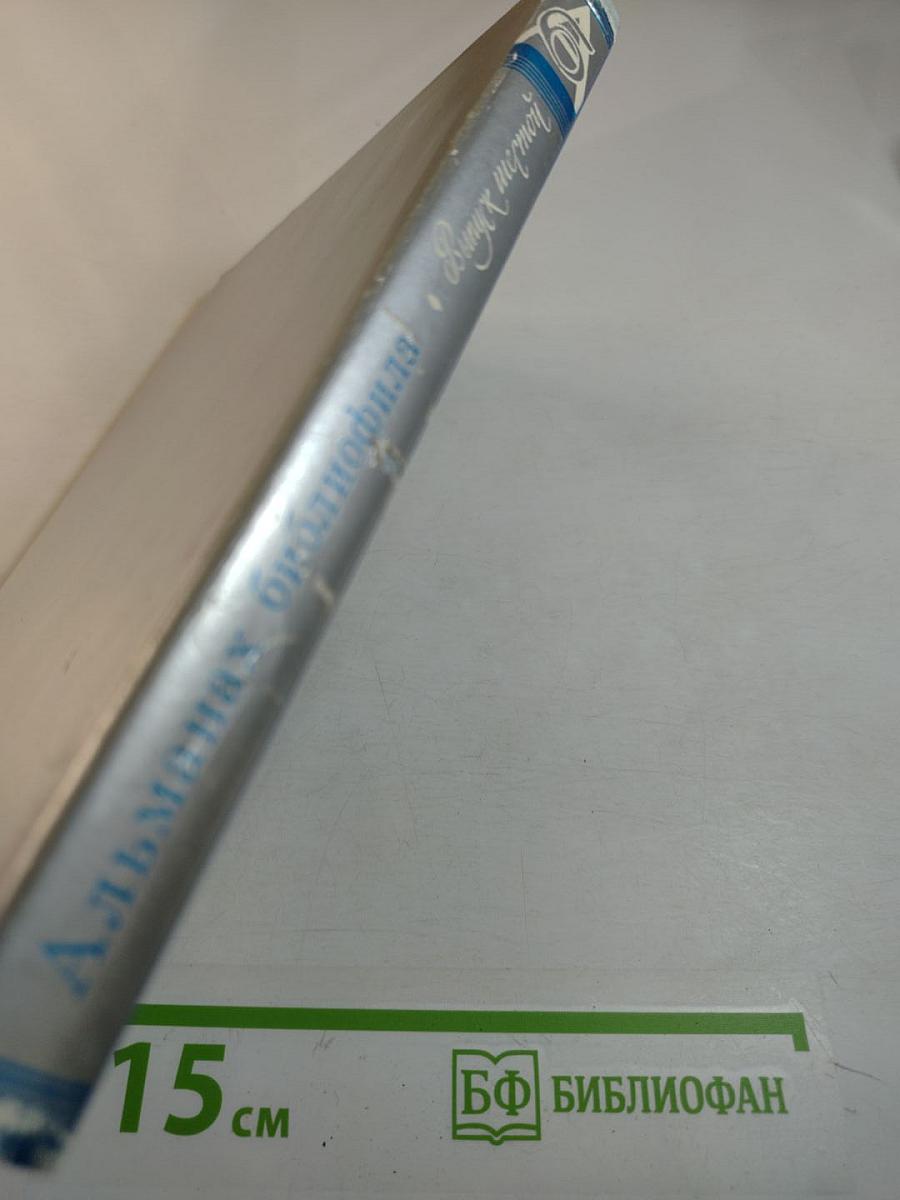 Альманах библиофила • Выпуск шестой
15 см
БФ БИБЛИОФАН